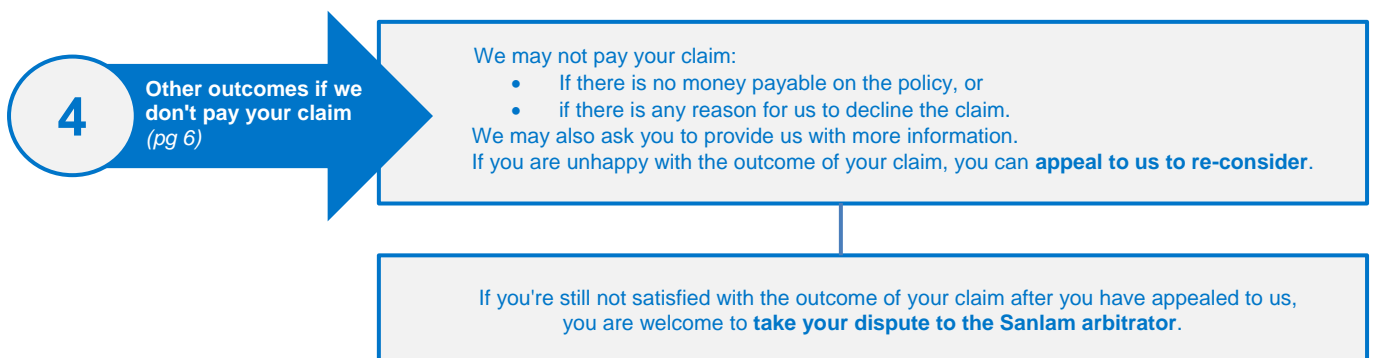 4
Other outcomes if we
don't pay your claim
(pg 6)
We may not pay your claim:
• If there is no money payable on the policy, or
• if there is any reason for us to decline the claim.
We may also ask you to provide us with more information.
If you are unhappy with the outcome of your claim, you can appeal to us to re-consider.
If you're still not satisfied with the outcome of your claim after you have appealed to us,
you are welcome to take your dispute to the Sanlam arbitrator.